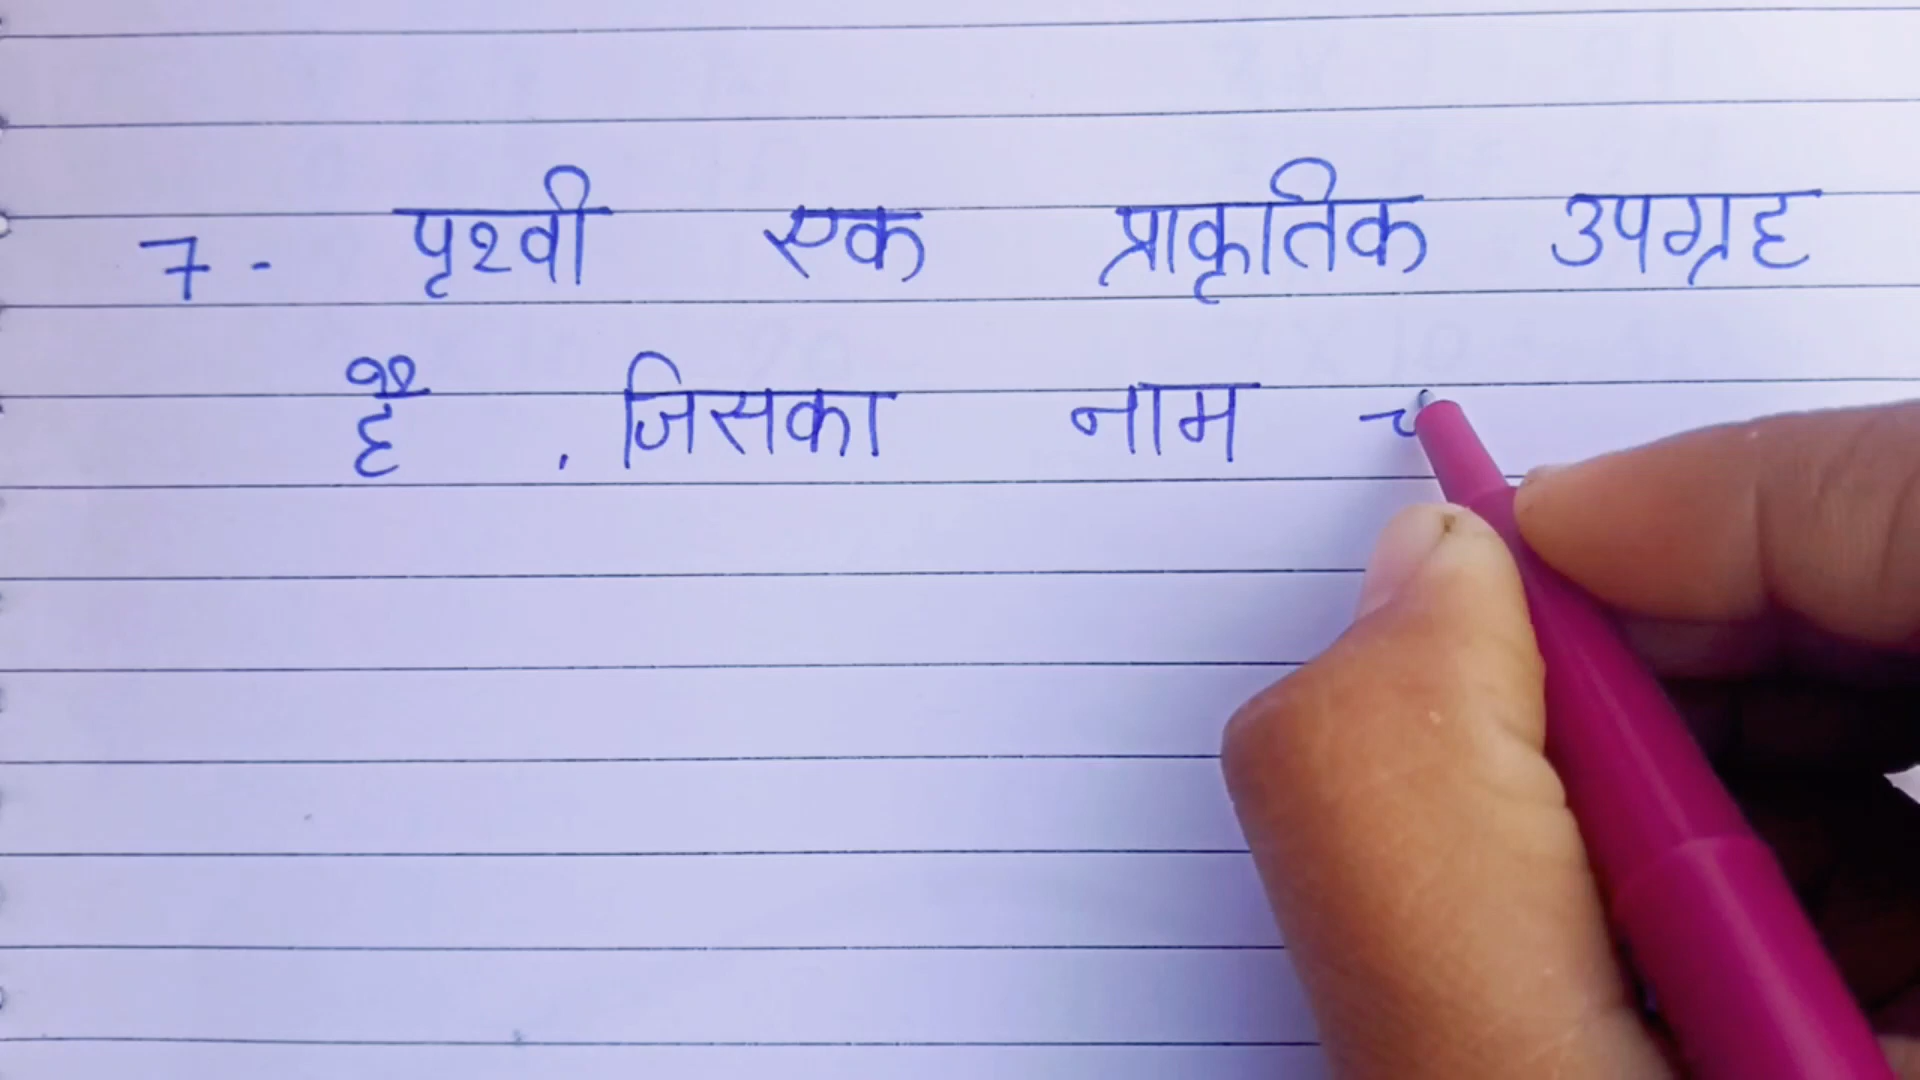 7 - पृथ्वी एक प्राकृतिक उपग्रह
है , जिसका नाम च